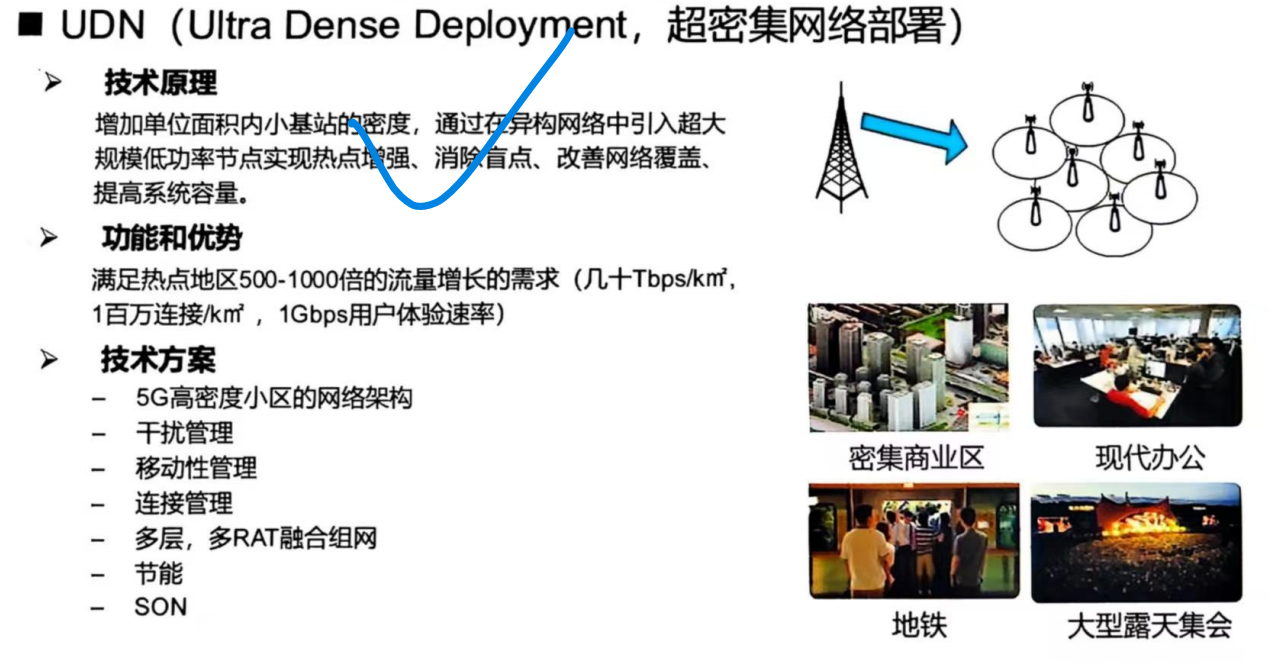 ■ UDN（Ultra Dense Deployment，超密集网络部署）
➢ 技术原理
增加单位面积内小基站的密度，通过在异构网络中引入超大
规模低功率节点实现热点增强、消除盲点、改善网络覆盖、
提高系统容量。
➢ 功能和优势
满足热点地区500-1000倍的流量增长的需求（几十Tbps/km²,
1百万连接/km² ，1Gbps用户体验速率）
➢ 技术方案
– 5G高密度小区的网络架构
– 干扰管理
– 移动性管理
– 连接管理
– 多层，多RAT融合组网
– 节能
– SON
密集商业区
现代办公
地铁
大型露天集会